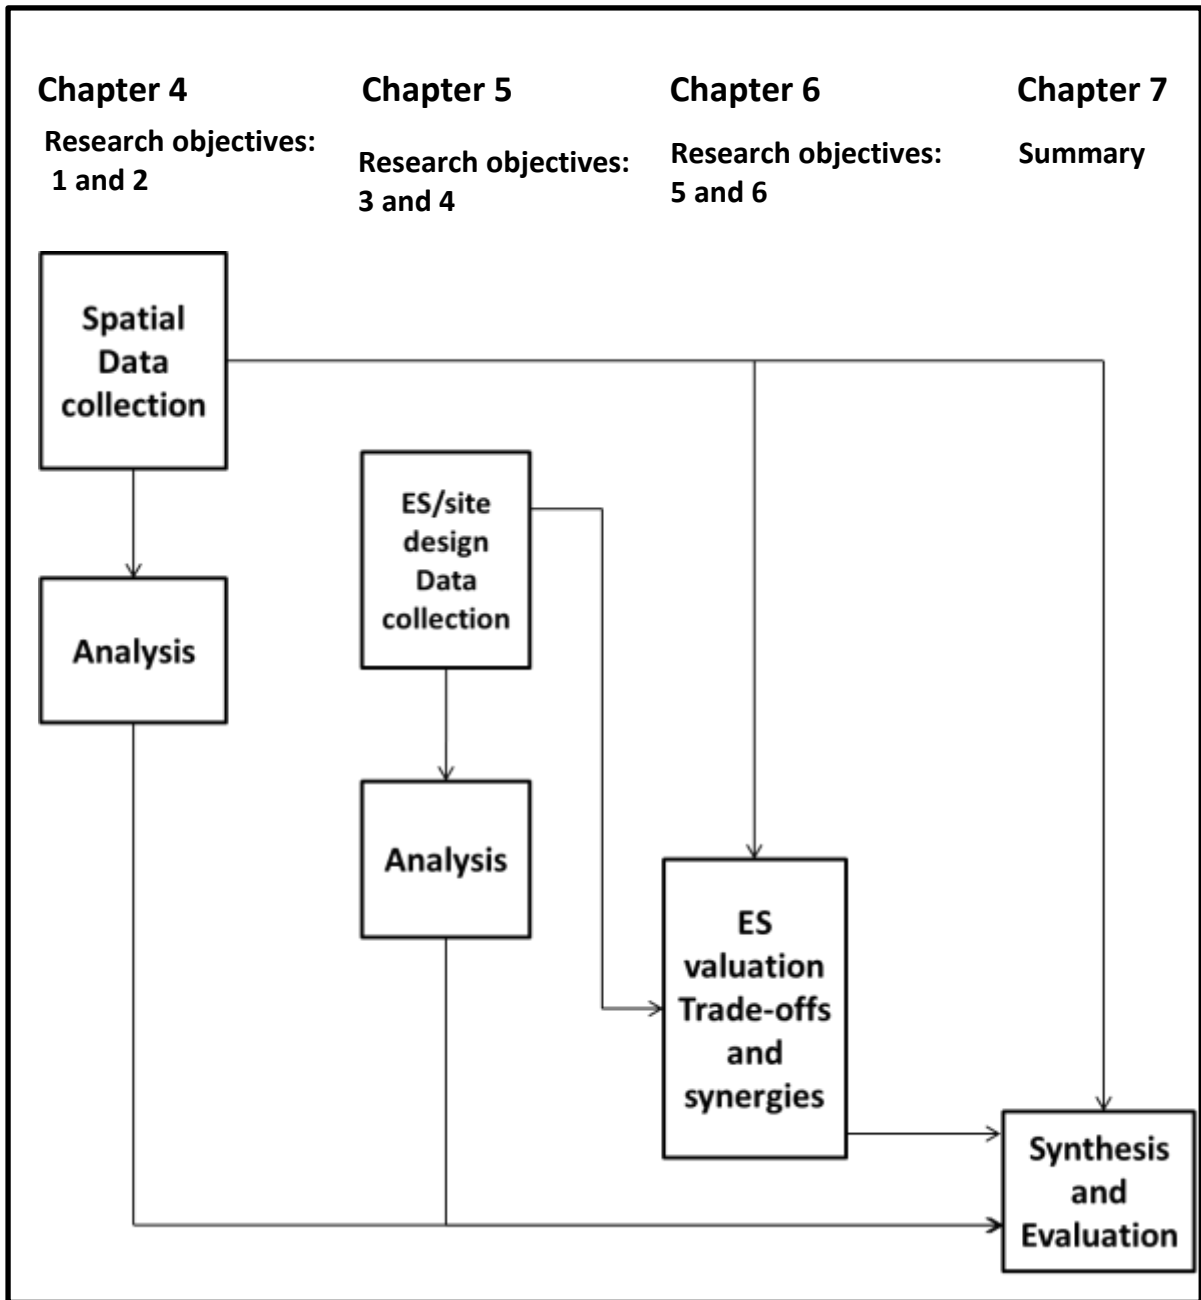 Chapter 4
Research objectives:
1 and 2
Chapter 5
Research objectives:
3 and 4
Chapter 6
Research objectives:
5 and 6
Chapter 7
Summary
Spatial
Data
collection
Analysis
ES/site
design
Data
collection
Analysis
ES
valuation
Trade-offs
and
synergies
Synthesis
and
Evaluation